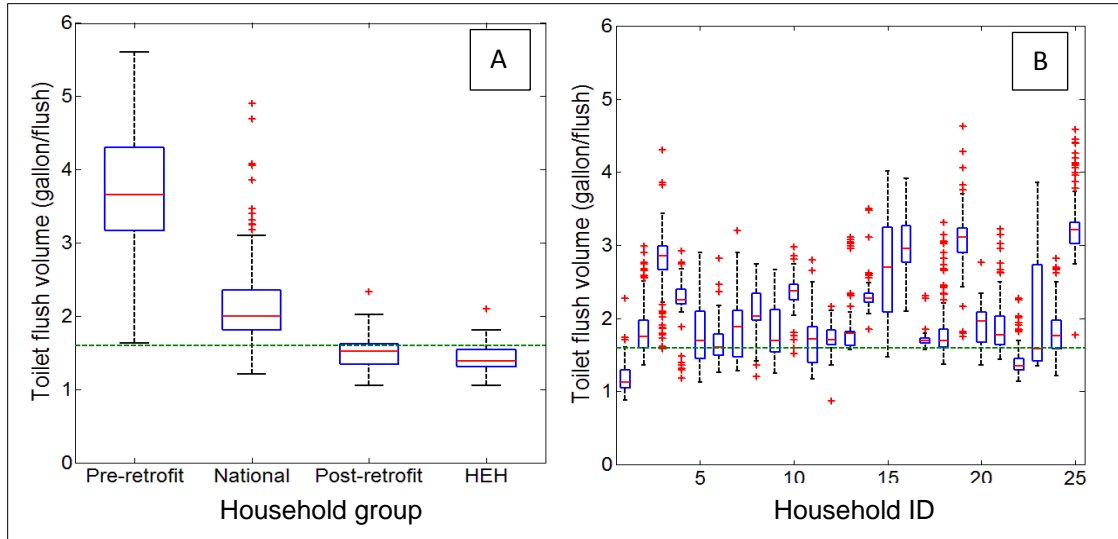 A
Toilet flush volume (gallon/flush)
6
5
4
3
2
1
0
Pre-retrofit National Post-retrofit HEH
Household group
B
Toilet flush volume (gallon/flush)
6
5
4
3
2
1
0
5 10 15 20 25
Household ID